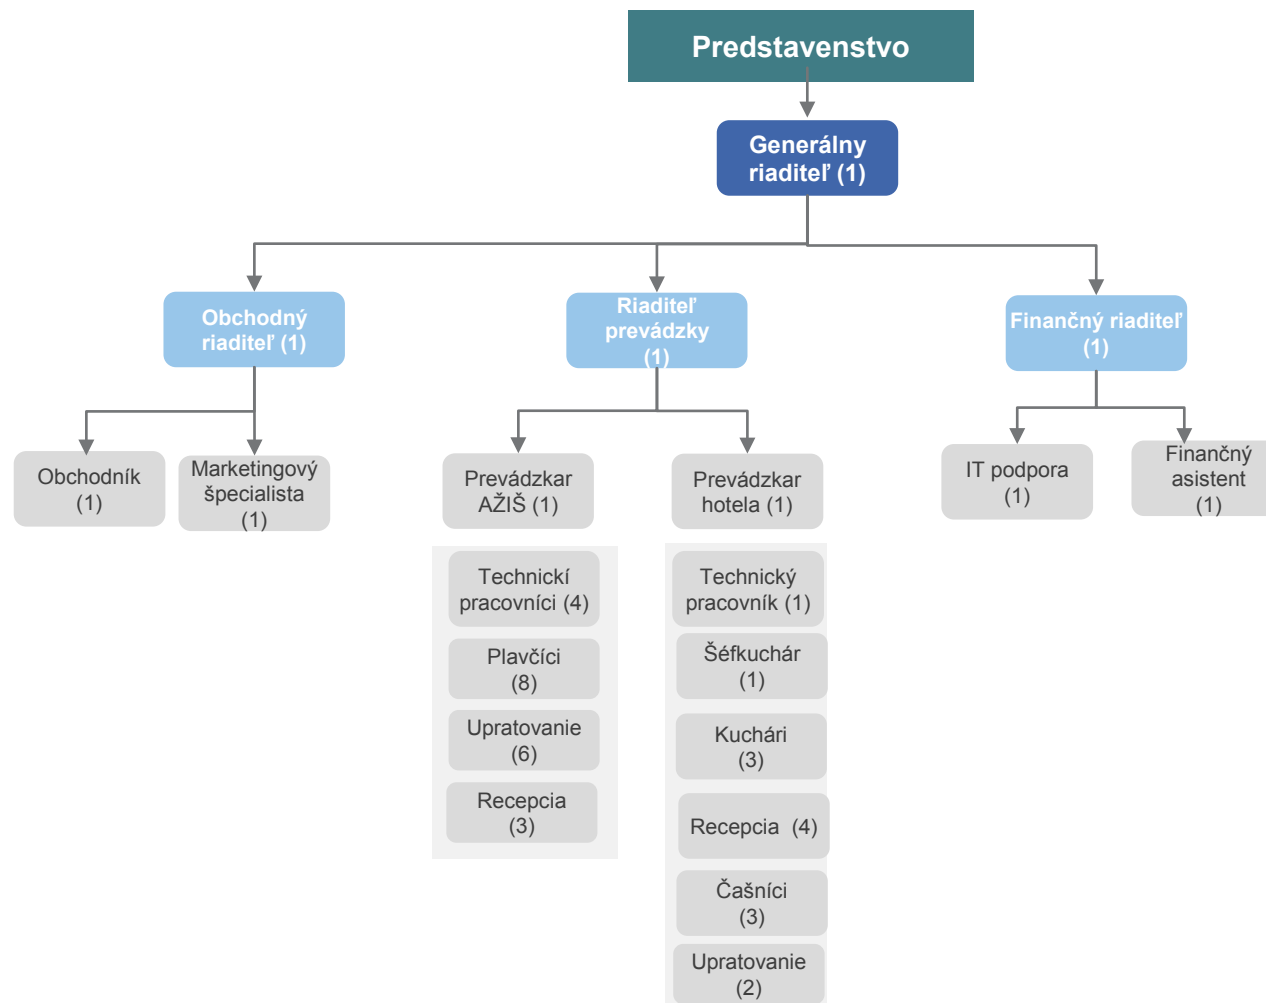 Predstavenstvo
Generálny
riaditeľ (1)
Obchodný
riaditeľ (1)
Riaditeľ
prevádzky
(1)
Finančný riaditeľ
(1)
Obchodník
(1)
Marketingový
špecialista
(1)
Prevádzkar
AŽIŠ (1)
Prevádzkar
hotela (1)
IT podpora
(1)
Finančný
asistent
(1)
Technickí
pracovníci (4)
Plavčíci
(8)
Upratovanie
(6)
Recepcia
(3)
Technický
pracovník (1)
Šéfkuchár
(1)
Kuchári
(3)
Recepcia (4)
Čašníci
(3)
Upratovanie
(2)